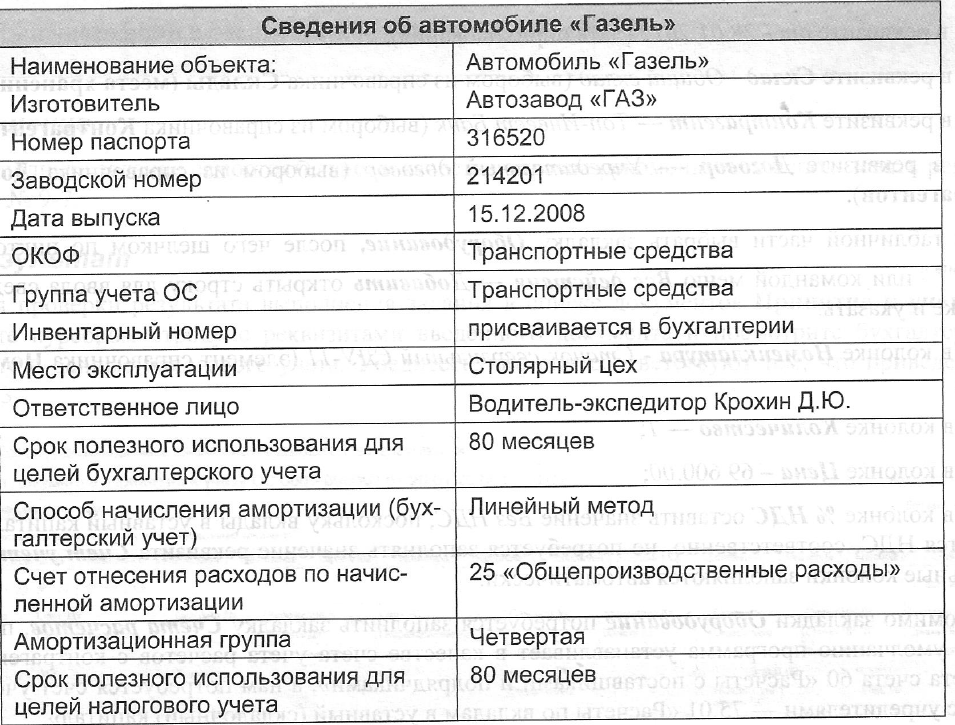 Сведения об автомобиле «Газель»
Наименование объекта: Автомобиль «Газель»
Изготовитель Автозавод «ГАЗ»
Номер паспорта 316520
Заводской номер 214201
Дата выпуска 15.12.2008
ОКОФ Транспортные средства
Группа учета ОС Транспортные средства
Инвентарный номер присваивается в бухгалтерии
Место эксплуатации Столярный цех
Ответственное лицо Водитель-экспедитор Крохин Д.Ю.
Срок полезного использования для 80 месяцев
целей бухгалтерского учета
Способ начисления амортизации (бух- Линейный метод
галтерский учет)
Счет отнесения расходов по начис- 25 «Общепроизводственные расходы»
ленной амортизации
Амортизационная группа Четвертая
Срок полезного использования для 80 месяцев
целей налогового учета